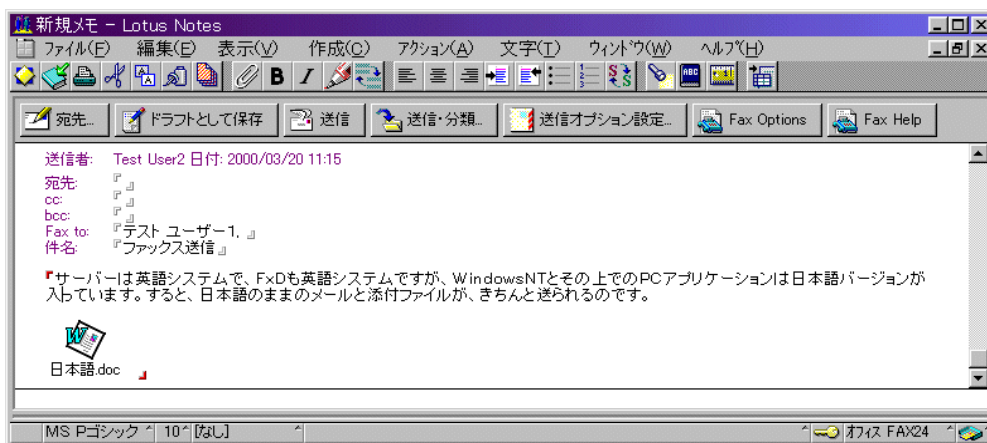 新規メモ - Lotus Notes
ファイル(F) 編集(E) 表示(V) 作成(C) アクション(A) 文字(T) ウィンドウ(W) ヘルプ(H)
宛先... ドラフトとして保存 送信 送信・分類... 送信オプション設定... Fax Options Fax Help
送信者: Test User2 日付: 2000/03/20 11:15
宛先: 『 』
cc: 『 』
bcc: 『 』
Fax to: 『テスト ユーザー1, 』
件名: 『ファックス送信』
『サーバーは英語システムで、FxDも英語システムですが、WindowsNTとその上でのPCアプリケーションは日本語バージョンが
入っています。すると、日本語のままのメールと添付ファイルが、きちんと送られるのです。
日本語.doc 』
MS Pゴシック 10 [なし] オフィス FAX24